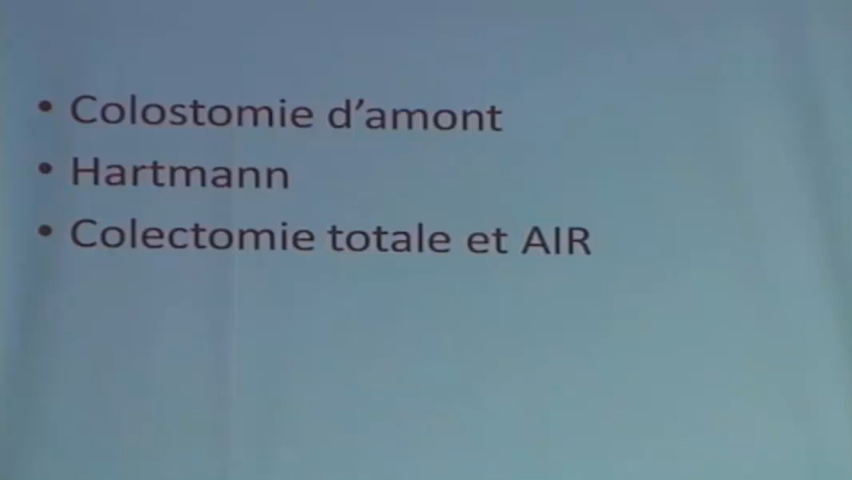 • Colostomie d'amont
• Hartmann
• Colectomie totale et AIR